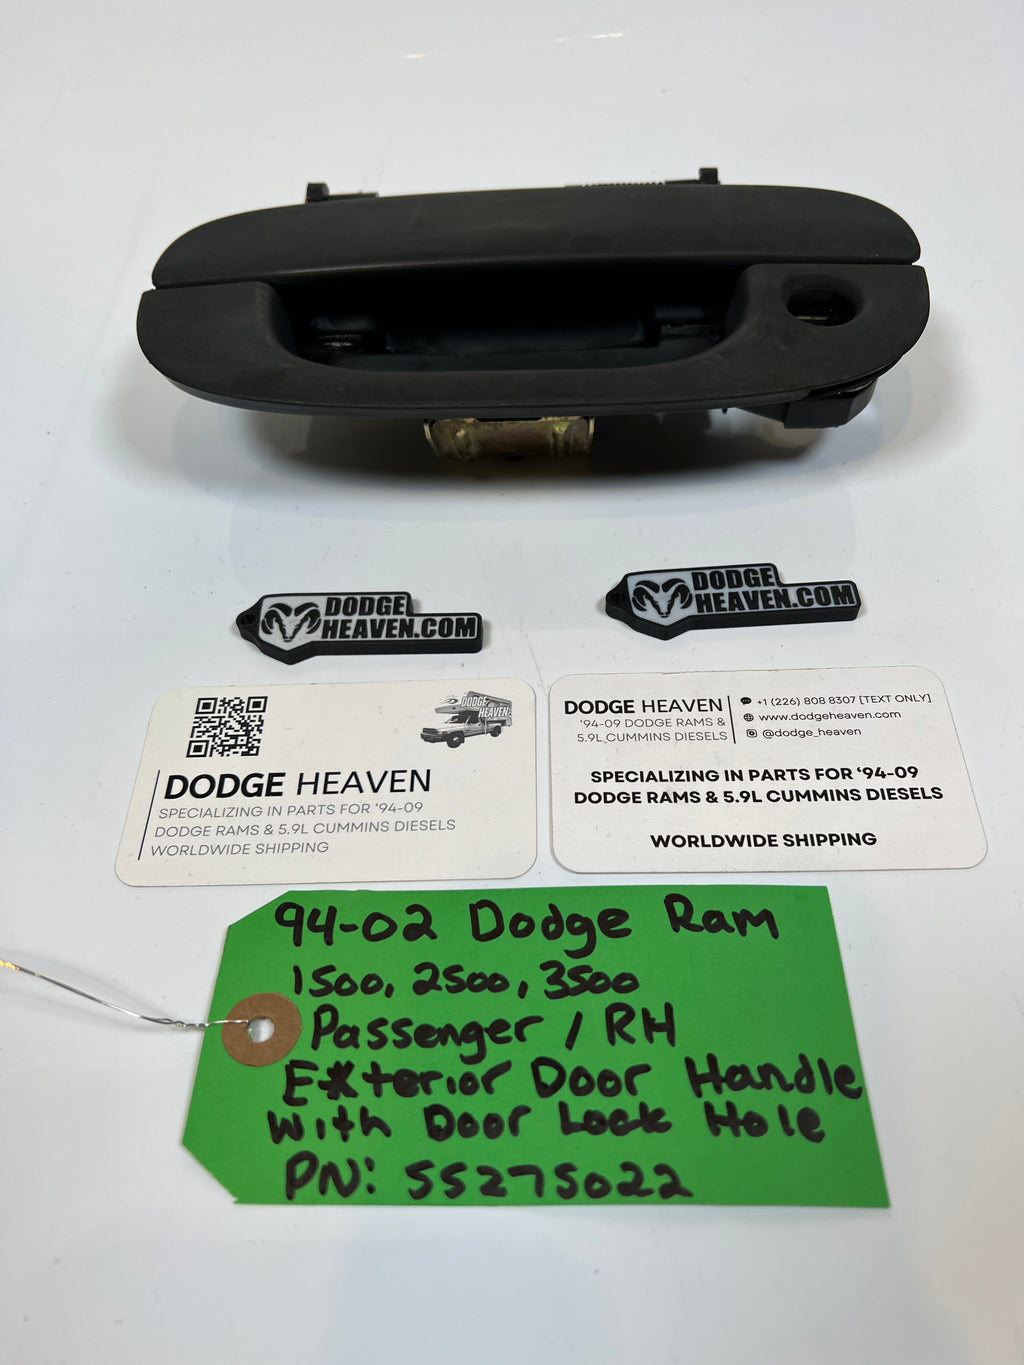 DODGE
HEAVEN.COM
DODGE
HEAVEN.COM
DODGE
HEAVEN
DODGE HEAVEN
SPECIALIZING IN PARTS FOR ‘94-09
DODGE RAMS & 5.9L CUMMINS DIESELS
WORLDWIDE SHIPPING
DODGE HEAVEN
‘94-09 DODGE RAMS &
5.9L CUMMINS DIESELS
+1 (226) 808 8307 [TEXT ONLY]
www.dodgeheaven.com
@dodge_heaven
SPECIALIZING IN PARTS FOR ‘94-09
DODGE RAMS & 5.9L CUMMINS DIESELS
WORLDWIDE SHIPPING
94-02 Dodge Ram
1500, 2500, 3500
Passenger / RH
Exterior Door Handle
With Door Lock Hole
PN: 55275022